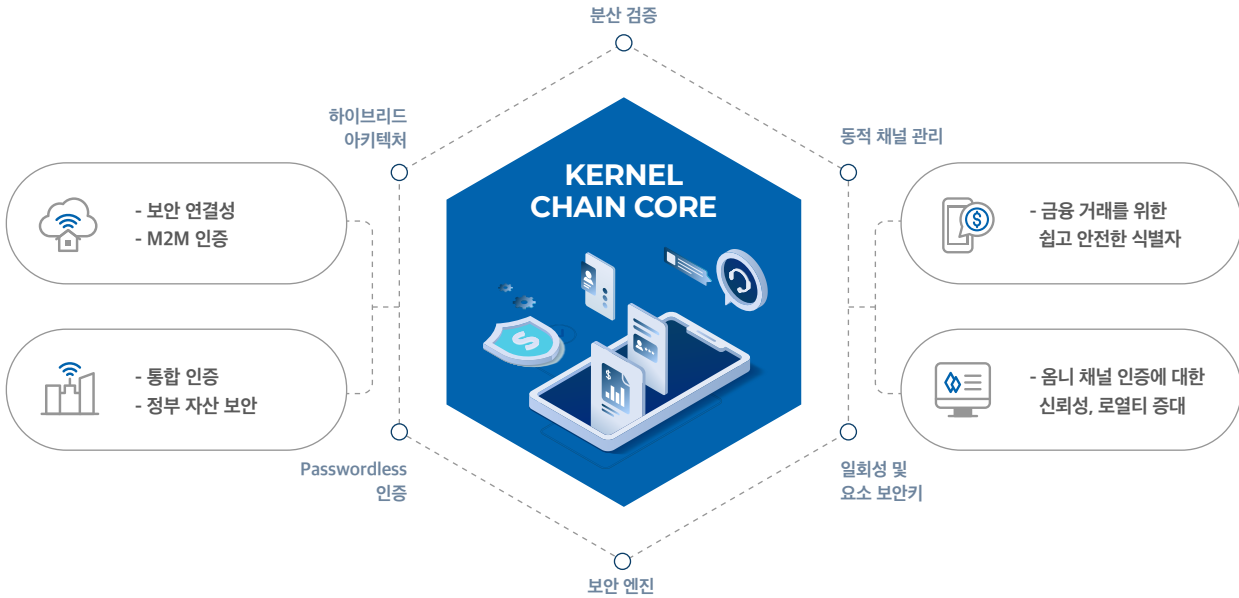 분산 검증
하이브리드
아키텍처
동적 채널 관리
KERNEL
CHAIN CORE
- 보안 연결성
- M2M 인증
- 금융 거래를 위한
쉽고 안전한 식별자
- 통합 인증
- 정부 자산 보안
- 옴니 채널 인증에 대한
신뢰성, 로열티 증대
Passwordless
인증
일회성 및
요소 보안키
보안 엔진